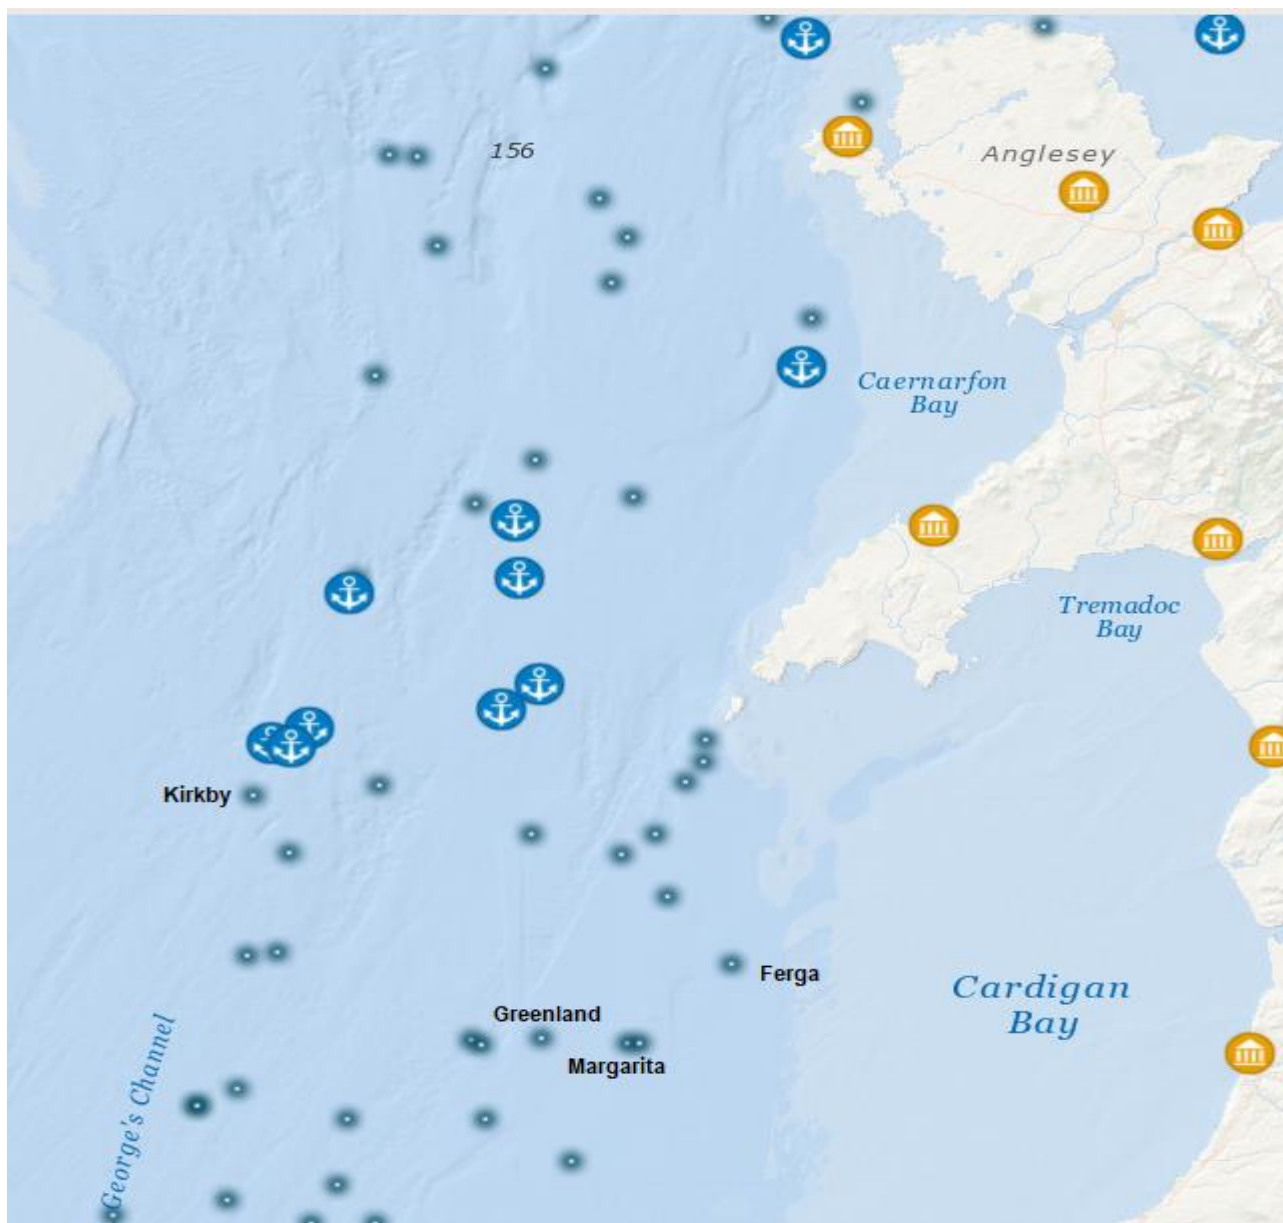 156
Anglesey
Caernarfon
Bay
Tremadoc
Bay
Kirkby
Ferga
Cardigan
Bay
Greenland
Margarita
George's Channel